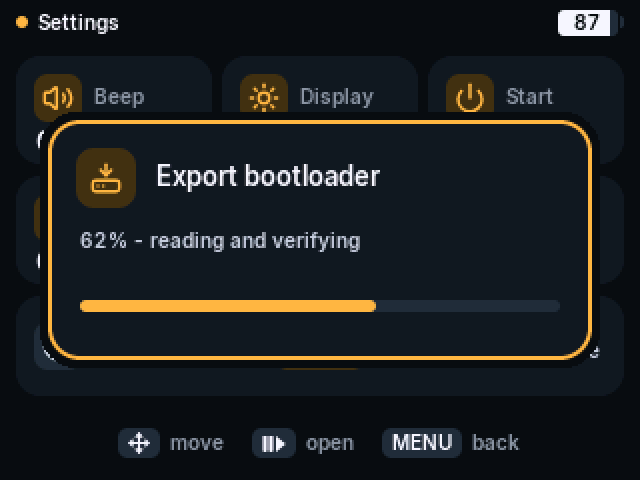 Settings
87
Beep
Display
Start
Export bootloader
62% - reading and verifying
move
open
MENU back